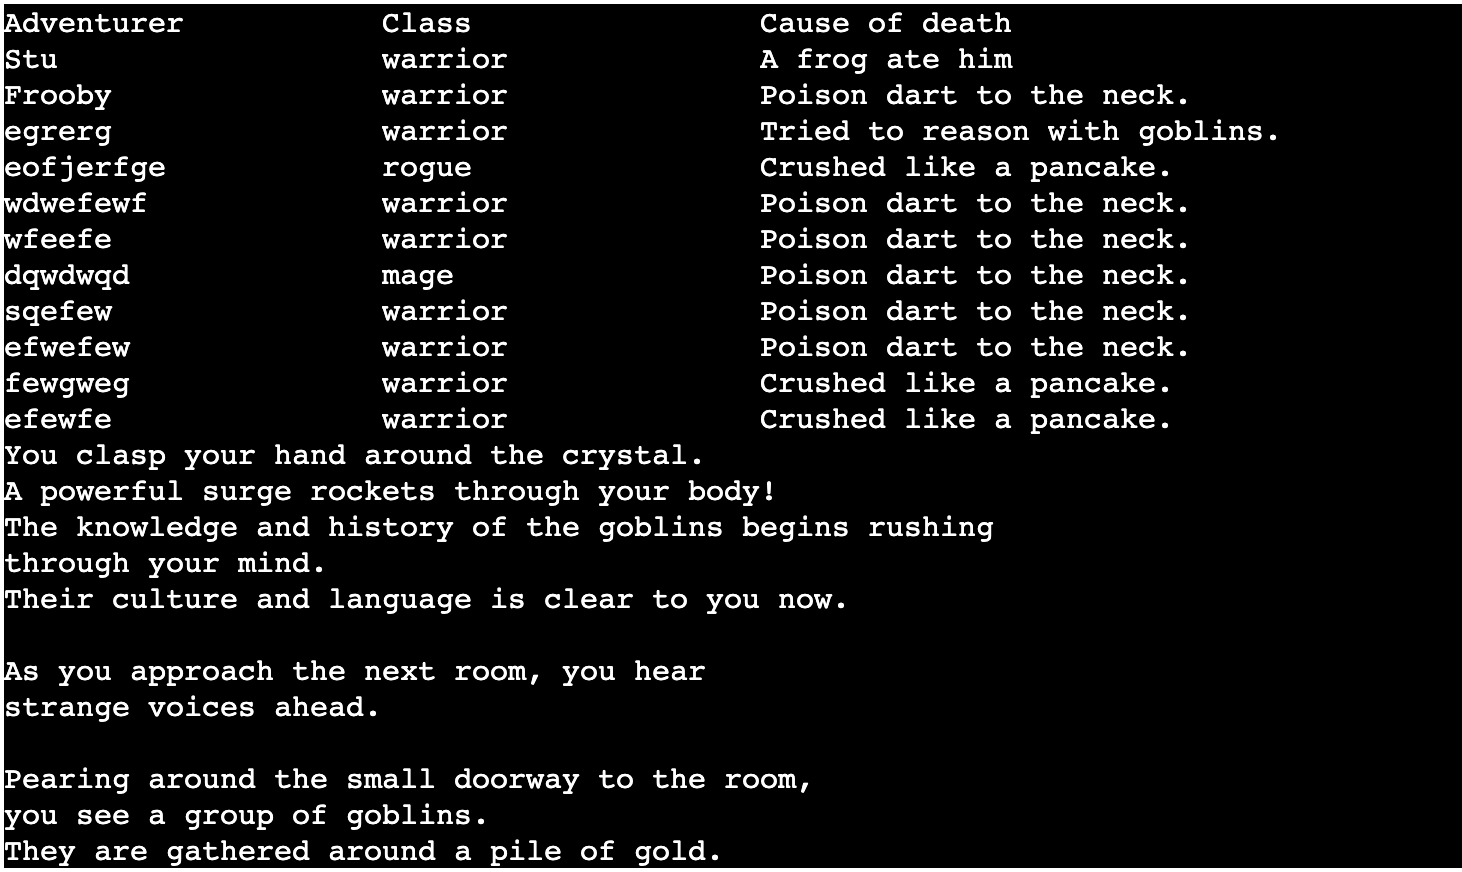 Adventurer Class Cause of death
Stu warrior A frog ate him
Frooby warrior Poison dart to the neck.
egrerg warrior Tried to reason with goblins.
eofjerfge rogue Crushed like a pancake.
wdwefewf warrior Poison dart to the neck.
wfeefe warrior Poison dart to the neck.
dqwdwqd mage Poison dart to the neck.
sqefew warrior Poison dart to the neck.
efwefew warrior Poison dart to the neck.
fewgweg warrior Crushed like a pancake.
efewfe warrior Crushed like a pancake.
You clasp your hand around the crystal.
A powerful surge rockets through your body!
The knowledge and history of the goblins begins rushing
through your mind.
Their culture and language is clear to you now.
As you approach the next room, you hear
strange voices ahead.
Pearing around the small doorway to the room,
you see a group of goblins.
They are gathered around a pile of gold.